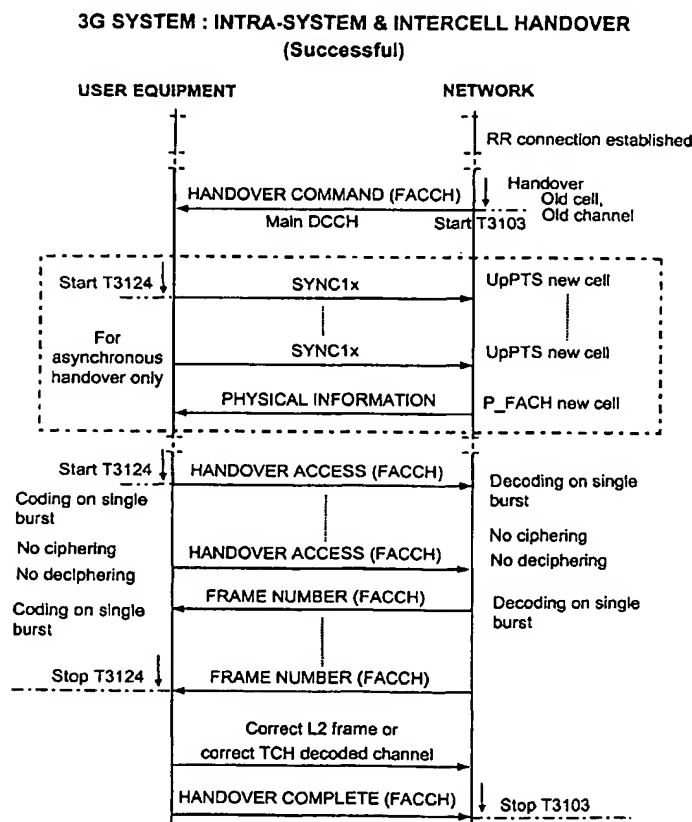 3G SYSTEM : INTRA-SYSTEM & INTERCELL HANDOVER
(Successful)
USER EQUIPMENT
NETWORK
RR connection established
HANDOVER COMMAND (FACCH)
Main DCCH
Start T3103
Handover
Old cell,
Old channel
Start T3124
SYNC1x
UpPTS new cell
For
asynchronous
handover only
SYNC1x
UpPTS new cell
PHYSICAL INFORMATION
P_FACH new cell
Start T3124
HANDOVER ACCESS (FACCH)
Decoding on single
burst
Coding on single
burst
No ciphering
No deciphering
HANDOVER ACCESS (FACCH)
No ciphering
No deciphering
FRAME NUMBER (FACCH)
Coding on single
burst
Decoding on single
burst
Stop T3124
FRAME NUMBER (FACCH)
Correct L2 frame or
correct TCH decoded channel
HANDOVER COMPLETE (FACCH)
Stop T3103